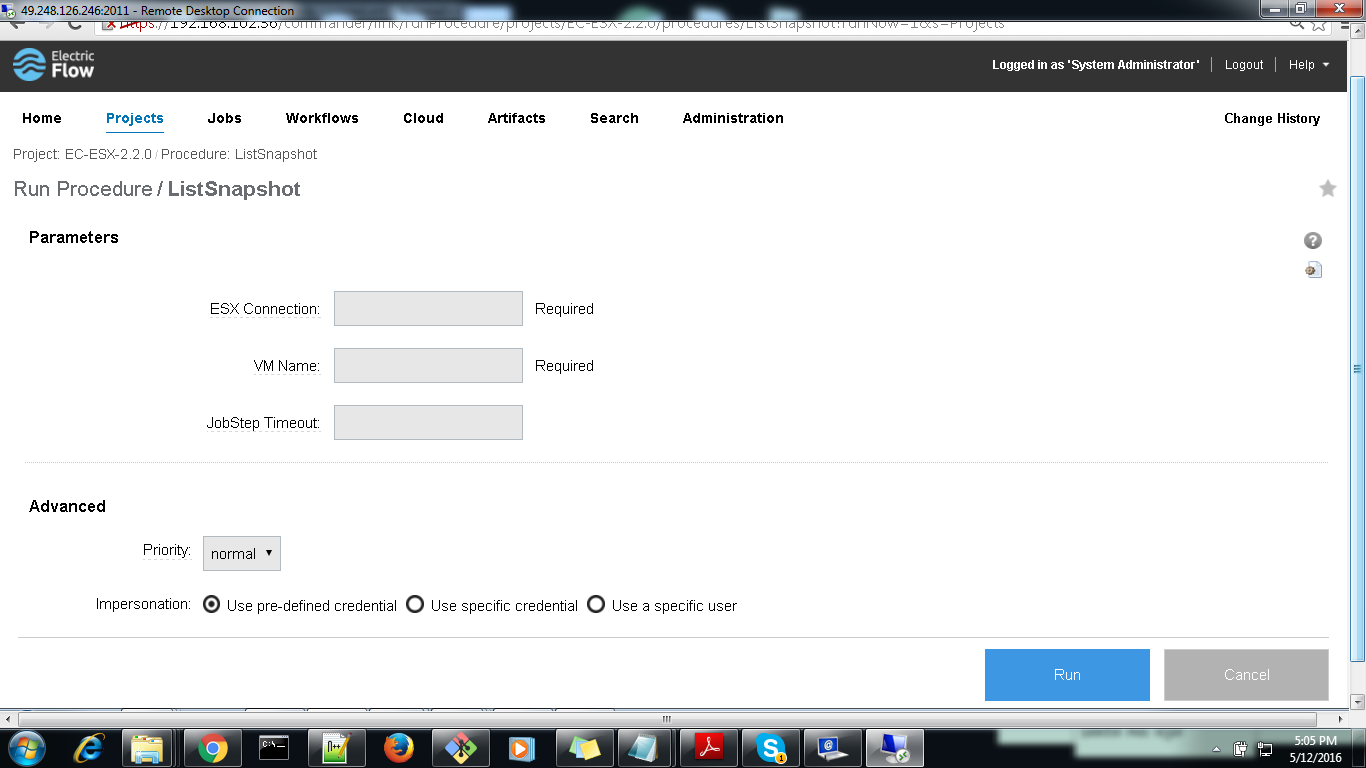 49.248.126.246:2011 - Remote Desktop Connection
https://192.168.102.56/commander/link/runProcedure/projects/EC-ESX-2.2.0/procedures/ListSnapshot?runNow=1&s=Projects
Electric
Flow
Logged in as 'System Administrator' Logout Help
Home Projects Jobs Workflows Cloud Artifacts Search Administration Change History
Project: EC-ESX-2.2.0 / Procedure: ListSnapshot
Run Procedure / ListSnapshot
Parameters
?
ESX Connection: Required
VM Name: Required
JobStep Timeout:
Advanced
Priority: normal
Impersonation: Use pre-defined credential Use specific credential Use a specific user
Run Cancel
5:05 PM
5/12/2016